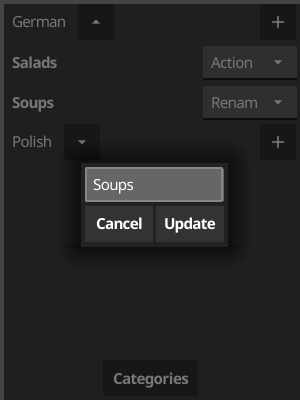 German
Salads Action
Soups Renam
Polish
Soups
Cancel Update
Categories